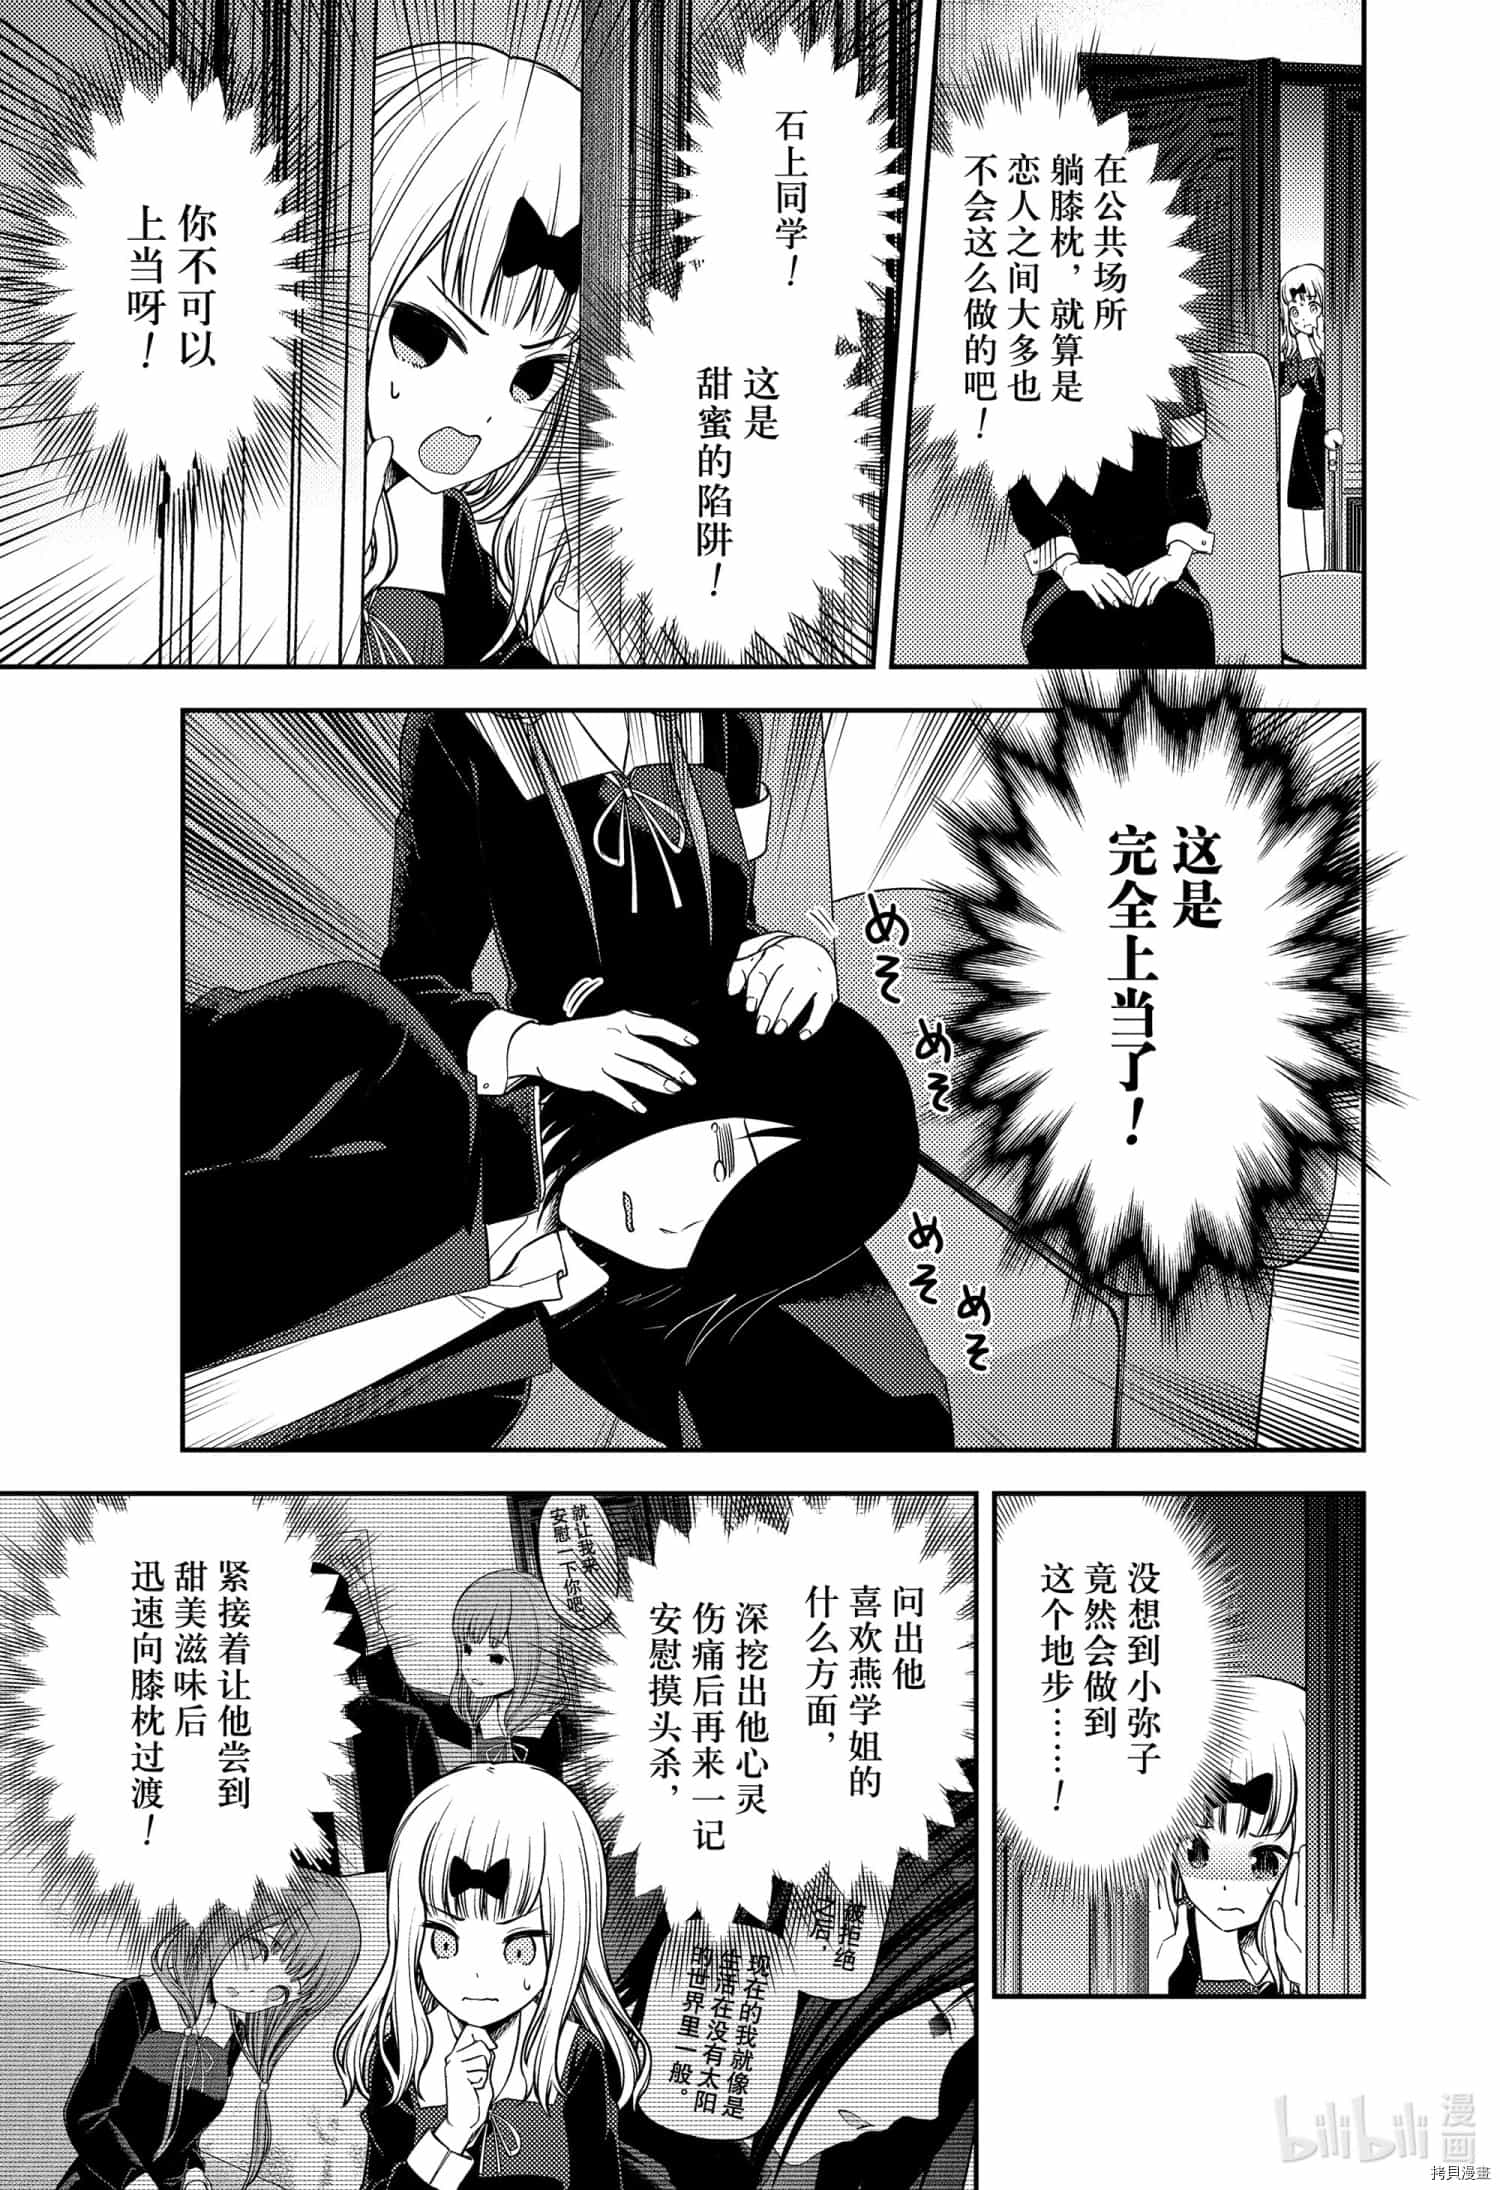 在公共场所
躺膝枕，就算是
恋人之间大多也
不会这么做的吧！
石上同学！
这是
甜蜜的陷阱！
你不可以
上当呀！
这是
完全上当了！
めそ
めそ
めそ
めそ
没想到小弥子
竟然会做到
这个地步……！
问出他
喜欢燕学姐的
什么方面，
深挖出他心灵
伤痛后再来一记
安慰摸头杀，
就让我来
安慰一下你吧
被拒绝
之后，
现在的我就像是
生活在没有太阳
的世界里一般。
紧接着让他尝到
甜美滋味后
迅速向膝枕过渡！
bilibili
漫画
拷貝漫畫